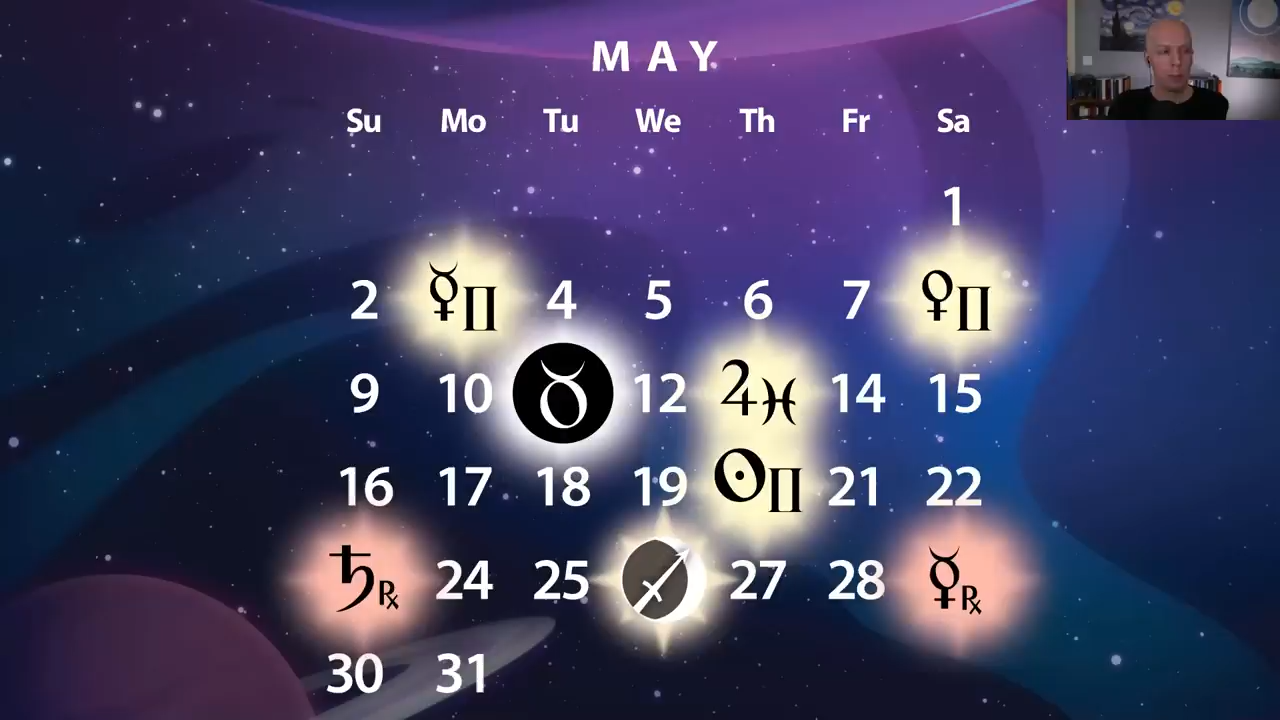 MAY
Su Mo Tu We Th Fr Sa
1
2 ☿♊ 4 5 6 7 ♀♊
9 10 ♉ 12 ♃♓ 14 15
16 17 18 19 ☉♊ 21 22
♄℞ 24 25 ♐ 27 28 ☿℞
30 31